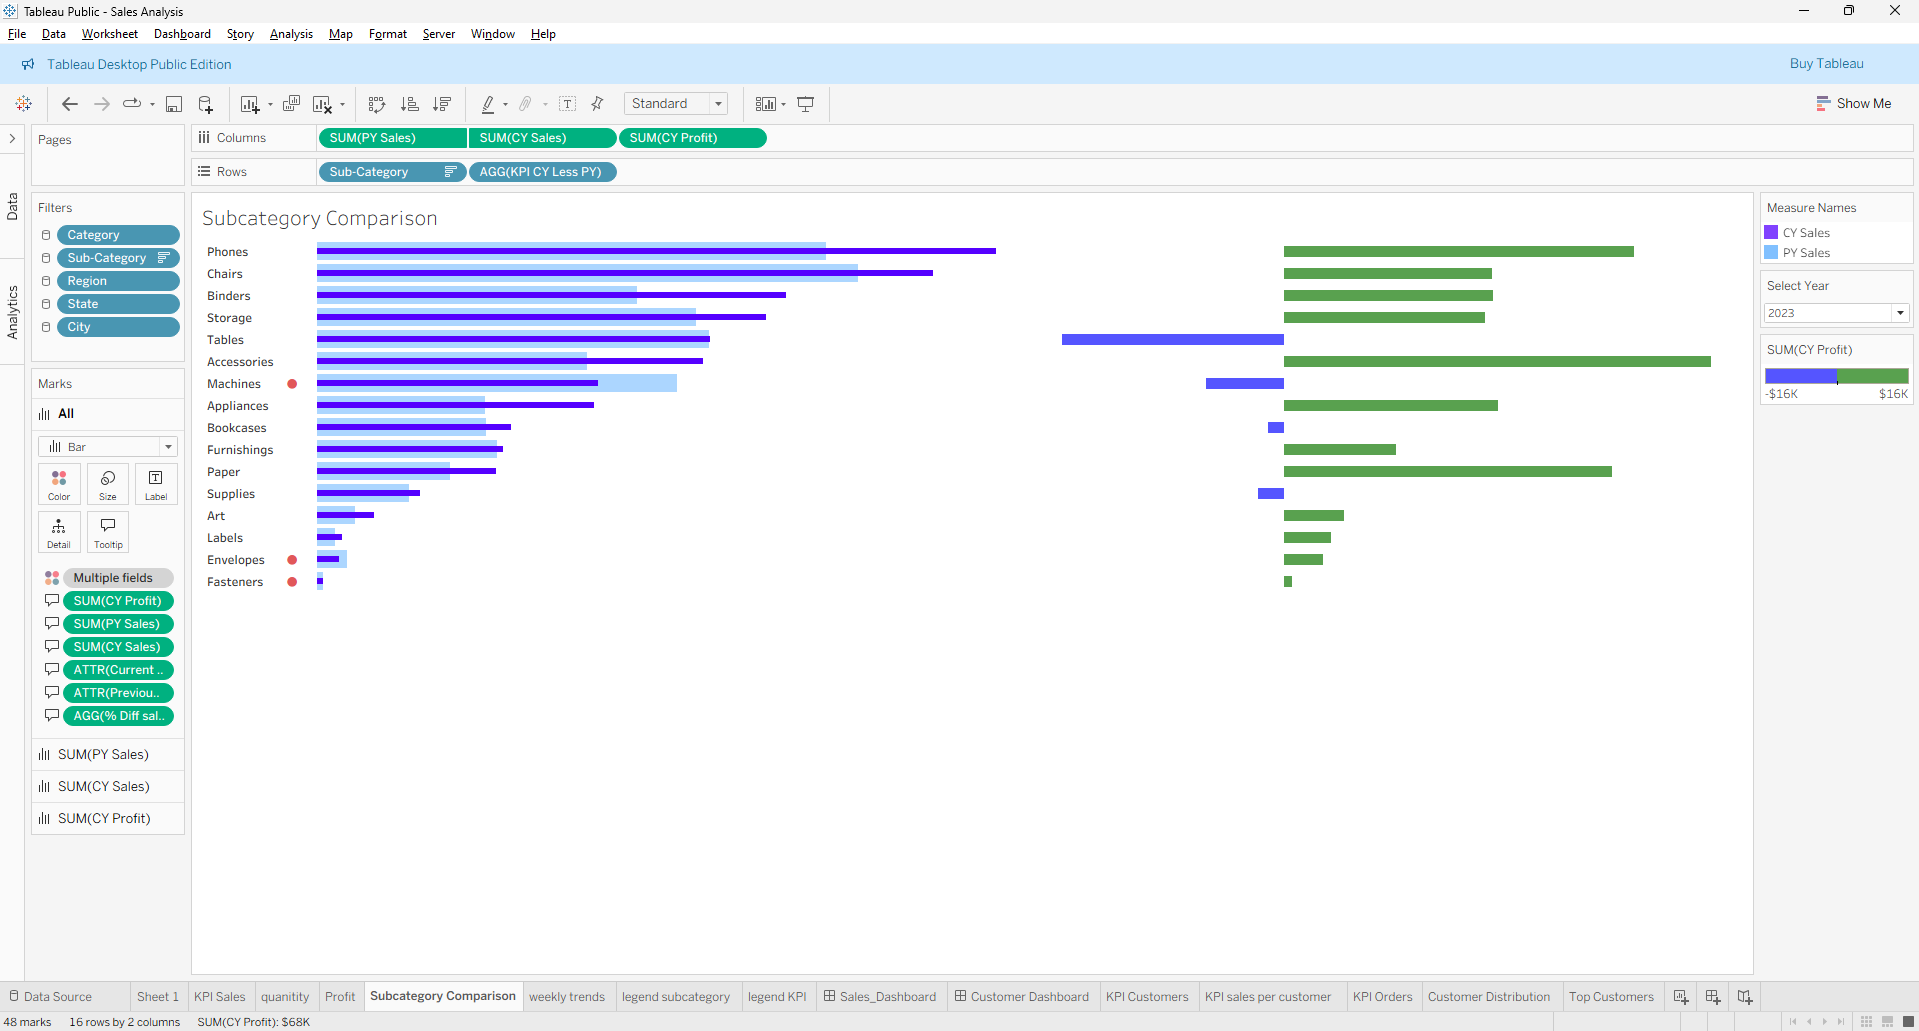 Tableau Public - Sales Analysis
File Data Worksheet Dashboard Story Analysis Map Format Server Window Help
Tableau Desktop Public Edition
Buy Tableau
Standard
Show Me
Pages
Columns
SUM(PY Sales)
SUM(CY Sales)
SUM(CY Profit)
Rows
Sub-Category
AGG(KPI CY Less PY)
Data
Analytics
Filters
Category
Sub-Category
Region
State
City
Marks
All
Bar
Color
Size
Label
Detail
Tooltip
Multiple fields
SUM(CY Profit)
SUM(PY Sales)
SUM(CY Sales)
ATTR(Current ..
ATTR(Previou..
AGG(% Diff sal..
SUM(PY Sales)
SUM(CY Sales)
SUM(CY Profit)
Subcategory Comparison
Phones
Chairs
Binders
Storage
Tables
Accessories
Machines
Appliances
Bookcases
Furnishings
Paper
Supplies
Art
Labels
Envelopes
Fasteners
Measure Names
CY Sales
PY Sales
Select Year
2023
SUM(CY Profit)
-$16K $16K
Data Source Sheet 1 KPI Sales quanitity Profit Subcategory Comparison weekly trends legend subcategory legend KPI Sales_Dashboard Customer Dashboard KPI Customers KPI sales per customer KPI Orders Customer Distribution Top Customers
48 marks 16 rows by 2 columns SUM(CY Profit): $68K